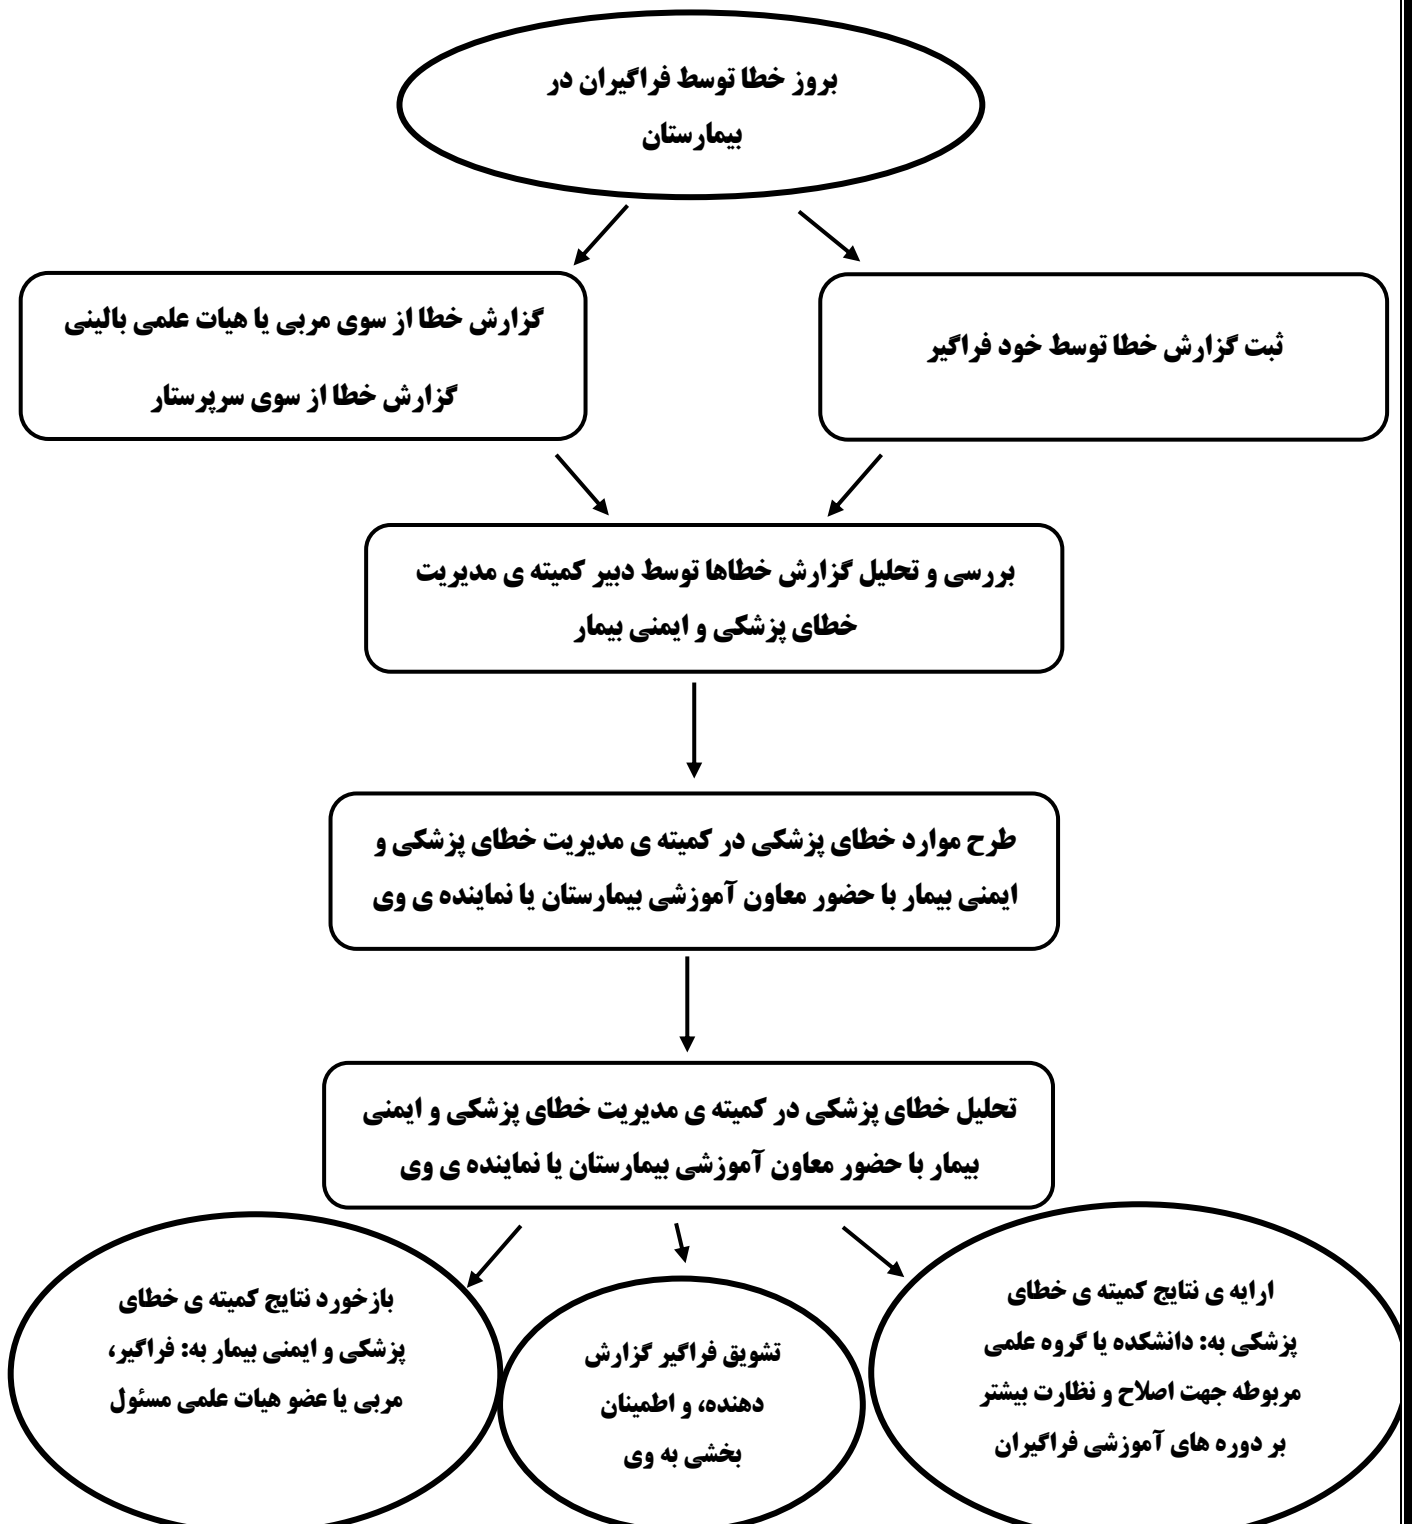 بروز خطا توسط فراگیران در
بیمارستان
ثبت گزارش خطا توسط خود فراگیر
گزارش خطا از سوی مربی یا هیات علمی بالینی
گزارش خطا از سوی سرپرستار
بررسی و تحلیل گزارش خطاها توسط دبیر کمیته ی مدیریت
خطای پزشکی و ایمنی بیمار
طرح موارد خطای پزشکی در کمیته ی مدیریت خطای پزشکی و
ایمنی بیمار با حضور معاون آموزشی بیمارستان یا نماینده ی وی
تحلیل خطای پزشکی در کمیته ی مدیریت خطای پزشکی و ایمنی
بیمار با حضور معاون آموزشی بیمارستان یا نماینده ی وی
ارایه ی نتایج کمیته ی خطای
پزشکی به: دانشکده یا گروه علمی
مربوطه جهت اصلاح و نظارت بیشتر
بر دوره های آموزشی فراگیران
تشویق فراگیر گزارش
دهنده، و اطمینان
بخشی به وی
بازخورد نتایج کمیته ی خطای
پزشکی و ایمنی بیمار به: فراگیر،
مربی یا عضو هیات علمی مسئول